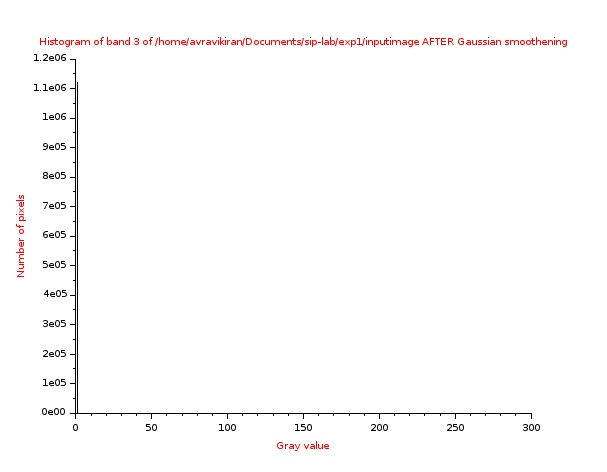 Histogram of band 3 of /home/avravikiran/Documents/sip-lab/exp1/inputimage AFTER Gaussian smoothening
1.2e06
1.1e06
1e06
9e05
8e05
7e05
6e05
5e05
4e05
3e05
2e05
1e05
0e00
Number of pixels
0 50 100 150 200 250 300
Gray value